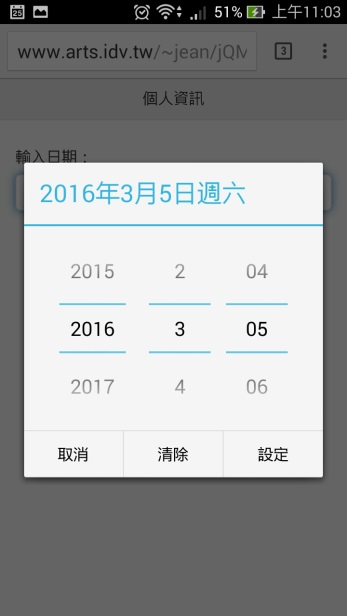 25 51% 上午11:03
www.arts.idv.tw/~jean/jQM 3
個人資訊
輸入日期：
2016年3月5日週六
2015 2 04
2016 3 05
2017 4 06
取消 清除 設定